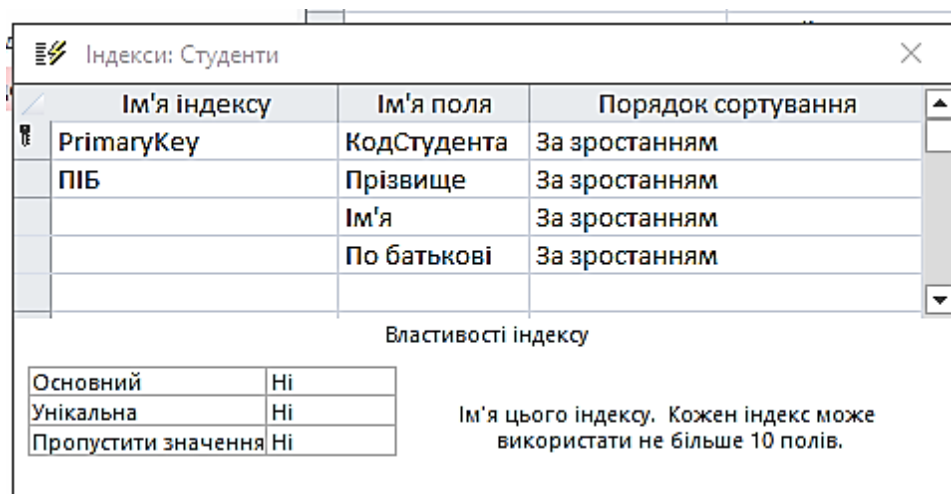 Індекси: Студенти
Ім'я індексу Ім'я поля Порядок сортування
PrimaryKey КодСтудента За зростанням
ПІБ Прізвище За зростанням
Ім'я За зростанням
По батькові За зростанням
Властивості індексу
Основний Ні
Унікальна Ні
Пропустити значення Ні
Ім'я цього індексу. Кожен індекс може
використати не більше 10 полів.